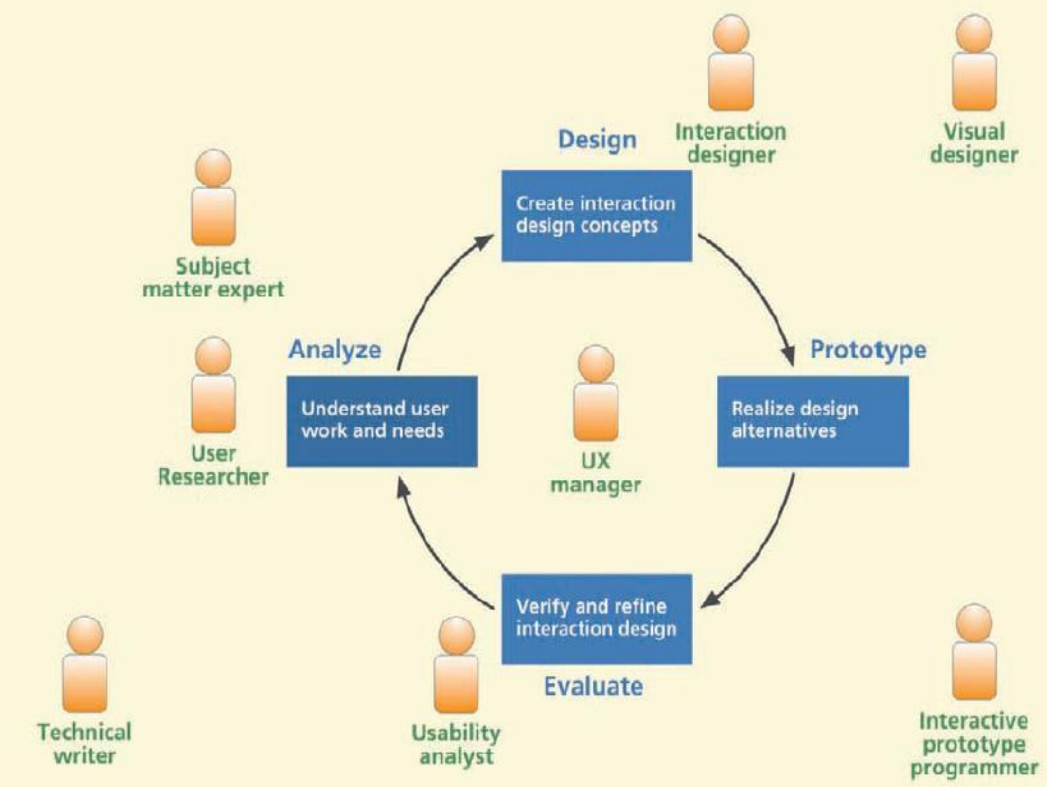 Design
Interaction
designer
Visual
designer
Create interaction
design concepts
Subject
matter expert
Analyze
Prototype
Understand user
work and needs
Realize design
alternatives
User
Researcher
UX
manager
Verify and refine
interaction design
Evaluate
Technical
writer
Usability
analyst
Interactive
prototype
programmer